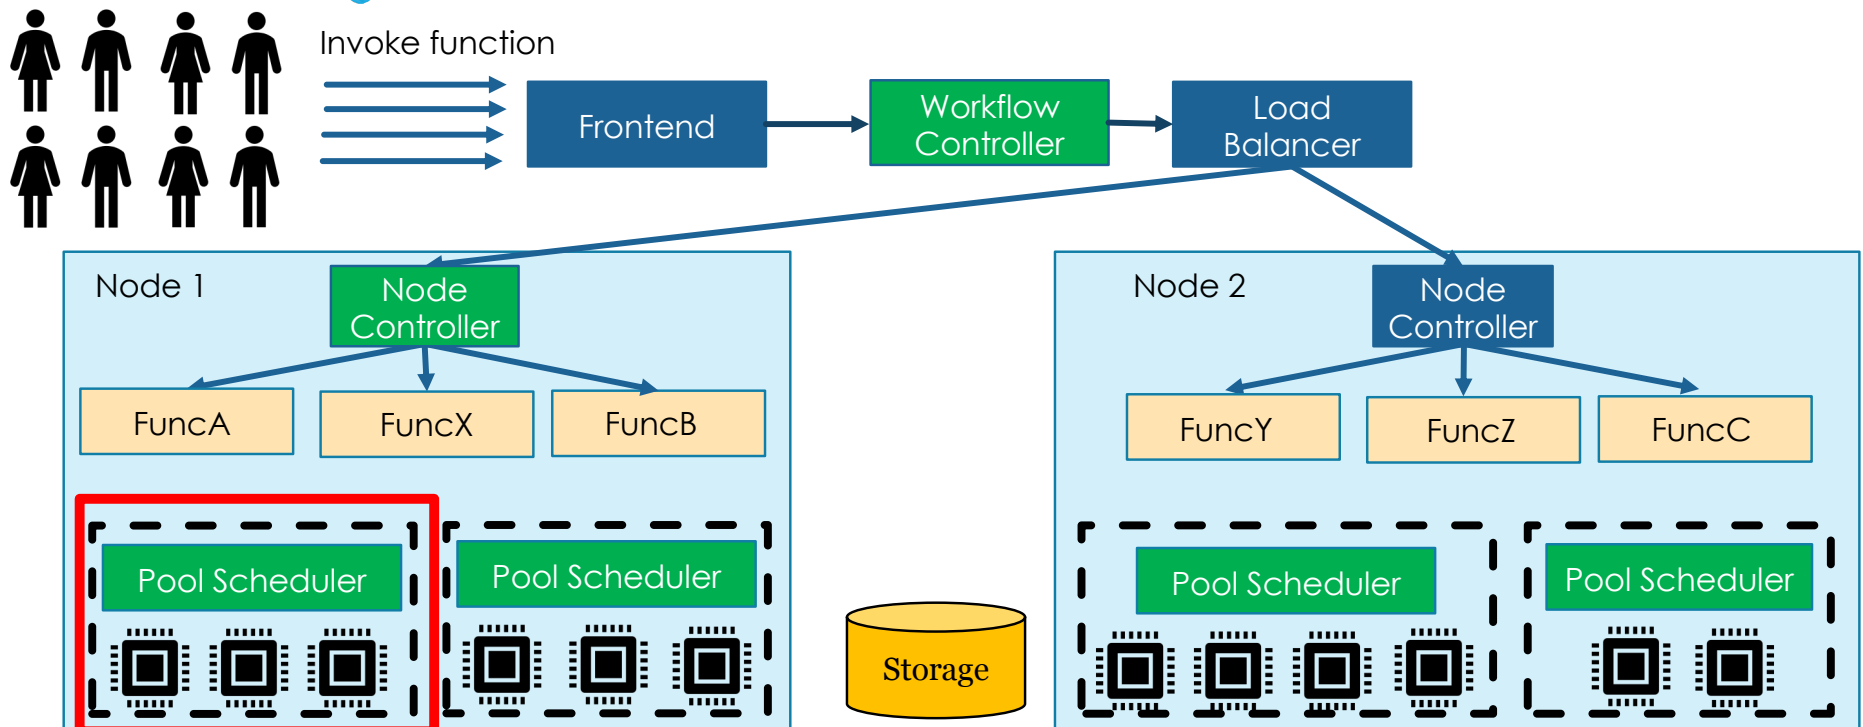 Invoke function
Frontend
Workflow
Controller
Load
Balancer
Node 1
Node
Controller
FuncA
FuncX
FuncB
Pool Scheduler
Pool Scheduler
Storage
Node 2
Node
Controller
FuncY
FuncZ
FuncC
Pool Scheduler
Pool Scheduler